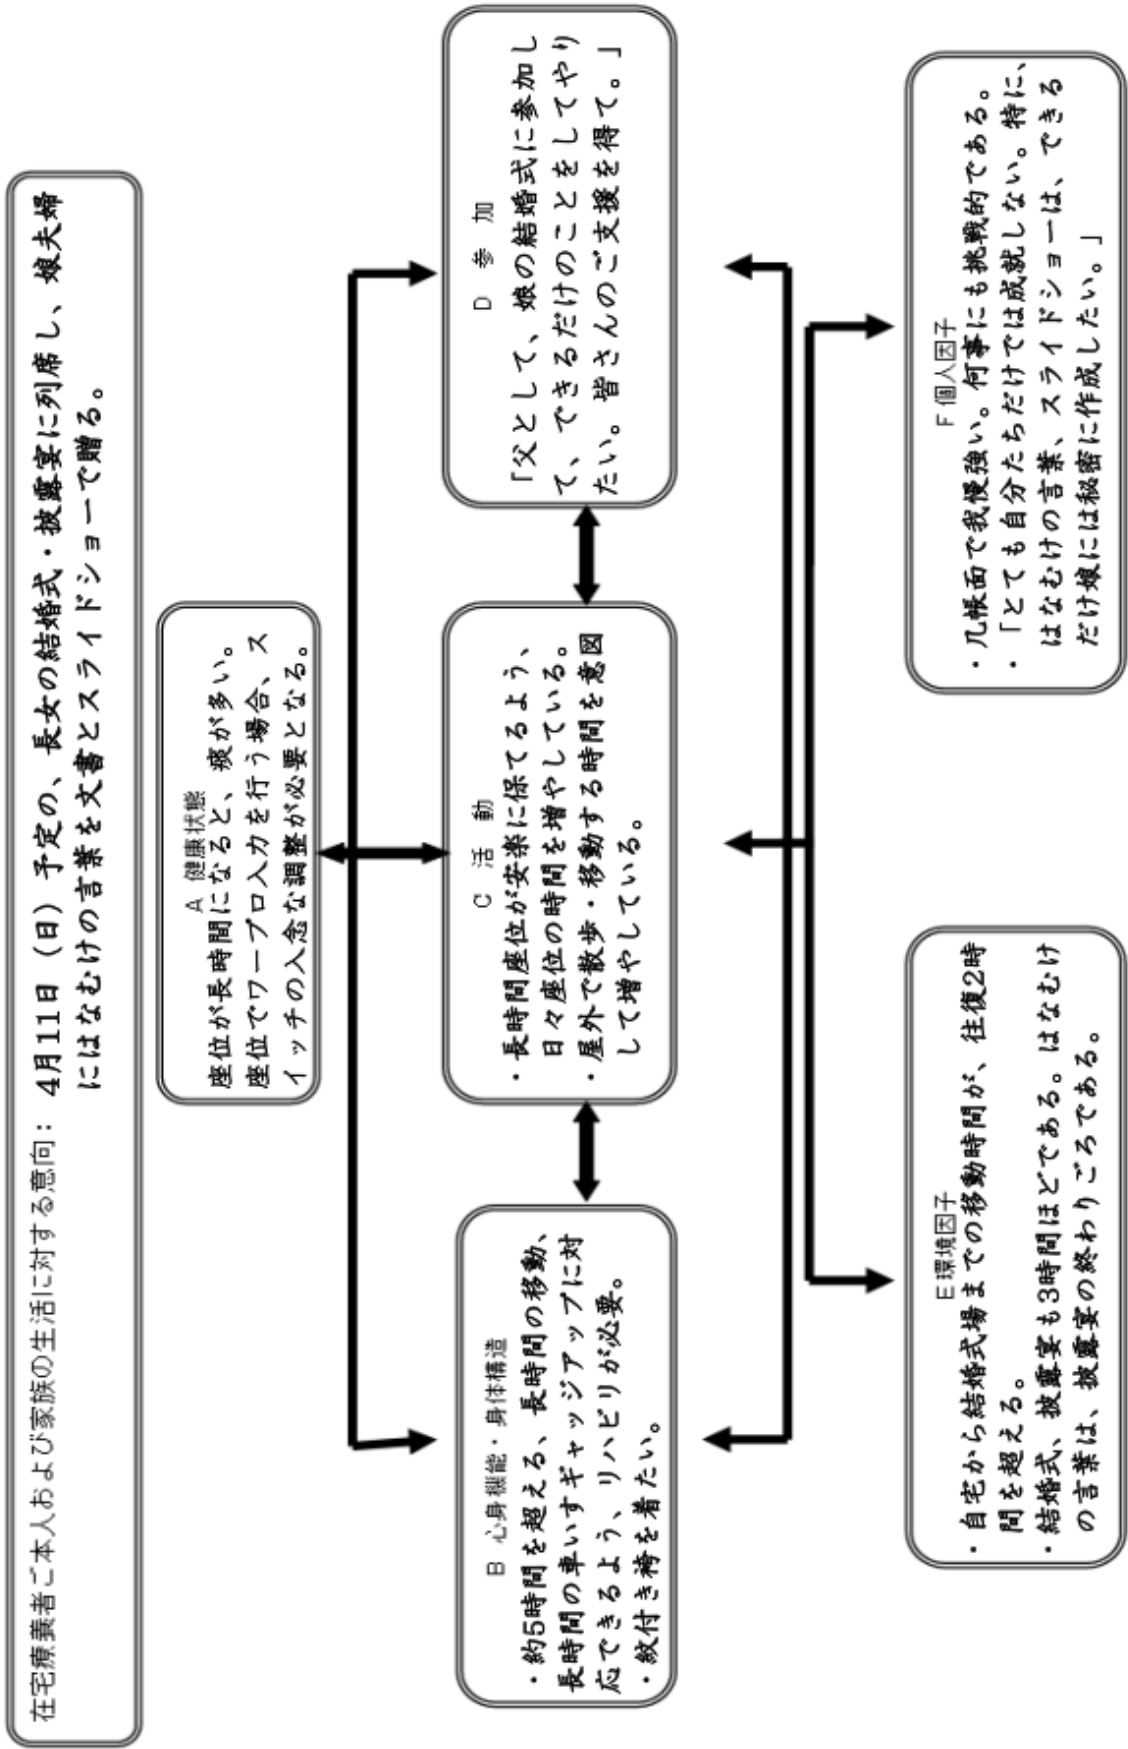 在宅療養者ご本人および家族の生活に対する意向： 4月11日（日）予定の、長女の結婚式・披露宴に列席し、娘夫婦
にはなむけの言葉を文書とスライドショーで贈る。
A 健康状態
座位が長時間になると、痰が多い。
座位でワープロ入力を行う場合、ス
イッチの入念な調整が必要となる。
B 心身機能・身体構造
・約5時間を超える、長時間の移動、
長時間の車いすギャッジアップに対
応できるよう、リハビリが必要。
・紋付き袴を着たい。
C 活 動
・長時間座位が安楽に保てるよう、
日々座位の時間を増やしている。
・屋外で散歩・移動する時間を意図
して増やしている。
D 参 加
「父として、娘の結婚式に参加し
て、できるだけのことをしてやり
たい。皆さんのご支援を得て。」
E 環境因子
・自宅から結婚式場までの移動時間が、往復2時
間を超える。
・結婚式、披露宴も3時間ほどである。はなむけ
の言葉は、披露宴の終わりごろである。
F 個人因子
・几帳面で我慢強い。何事にも挑戦的である。
・「とても自分たちだけでは成就しない。特に、
はなむけの言葉、スライドショーは、できる
だけ娘には秘密に作成したい。」